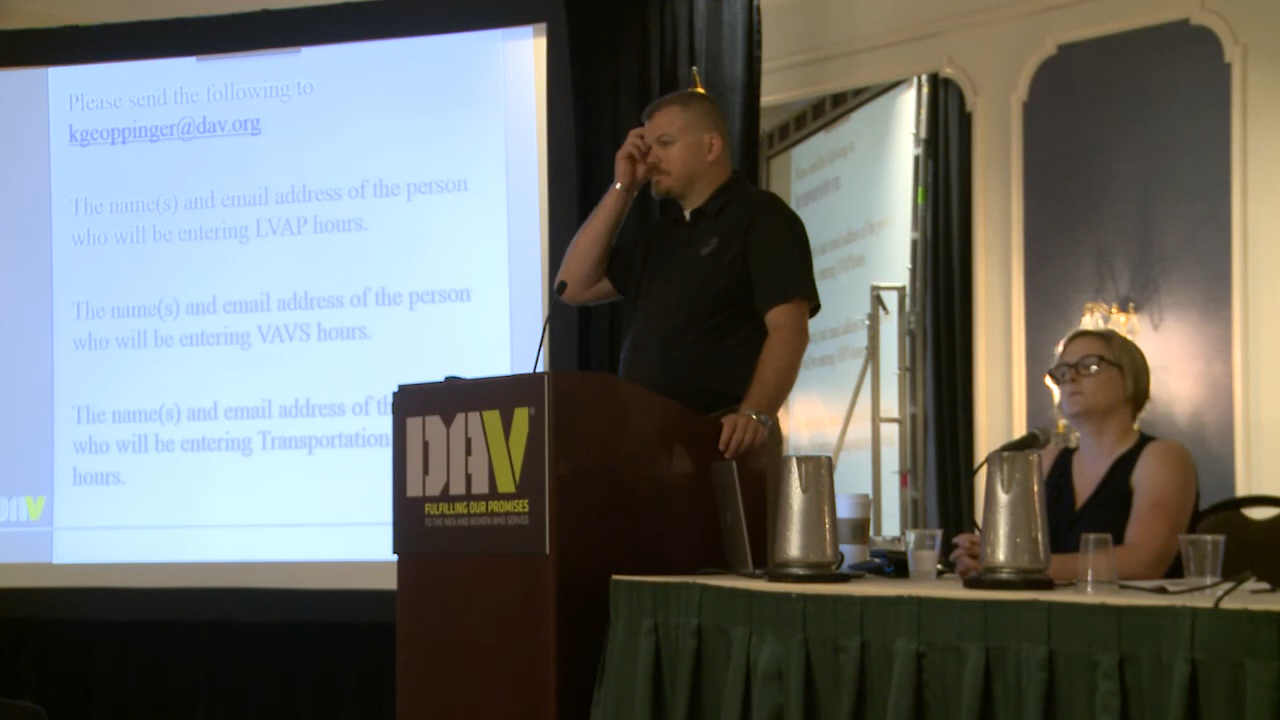 Please send the following to
kgeoppinger@dav.org
The name(s) and email address of the person
who will be entering LVAP hours.
The name(s) and email address of the person
who will be entering VAVS hours.
The name(s) and email address of th
who will be entering Transportation
hours.
DAV
DAV
FULFILLING OUR PROMISES
TO THE MEN AND WOMEN WHO SERVED